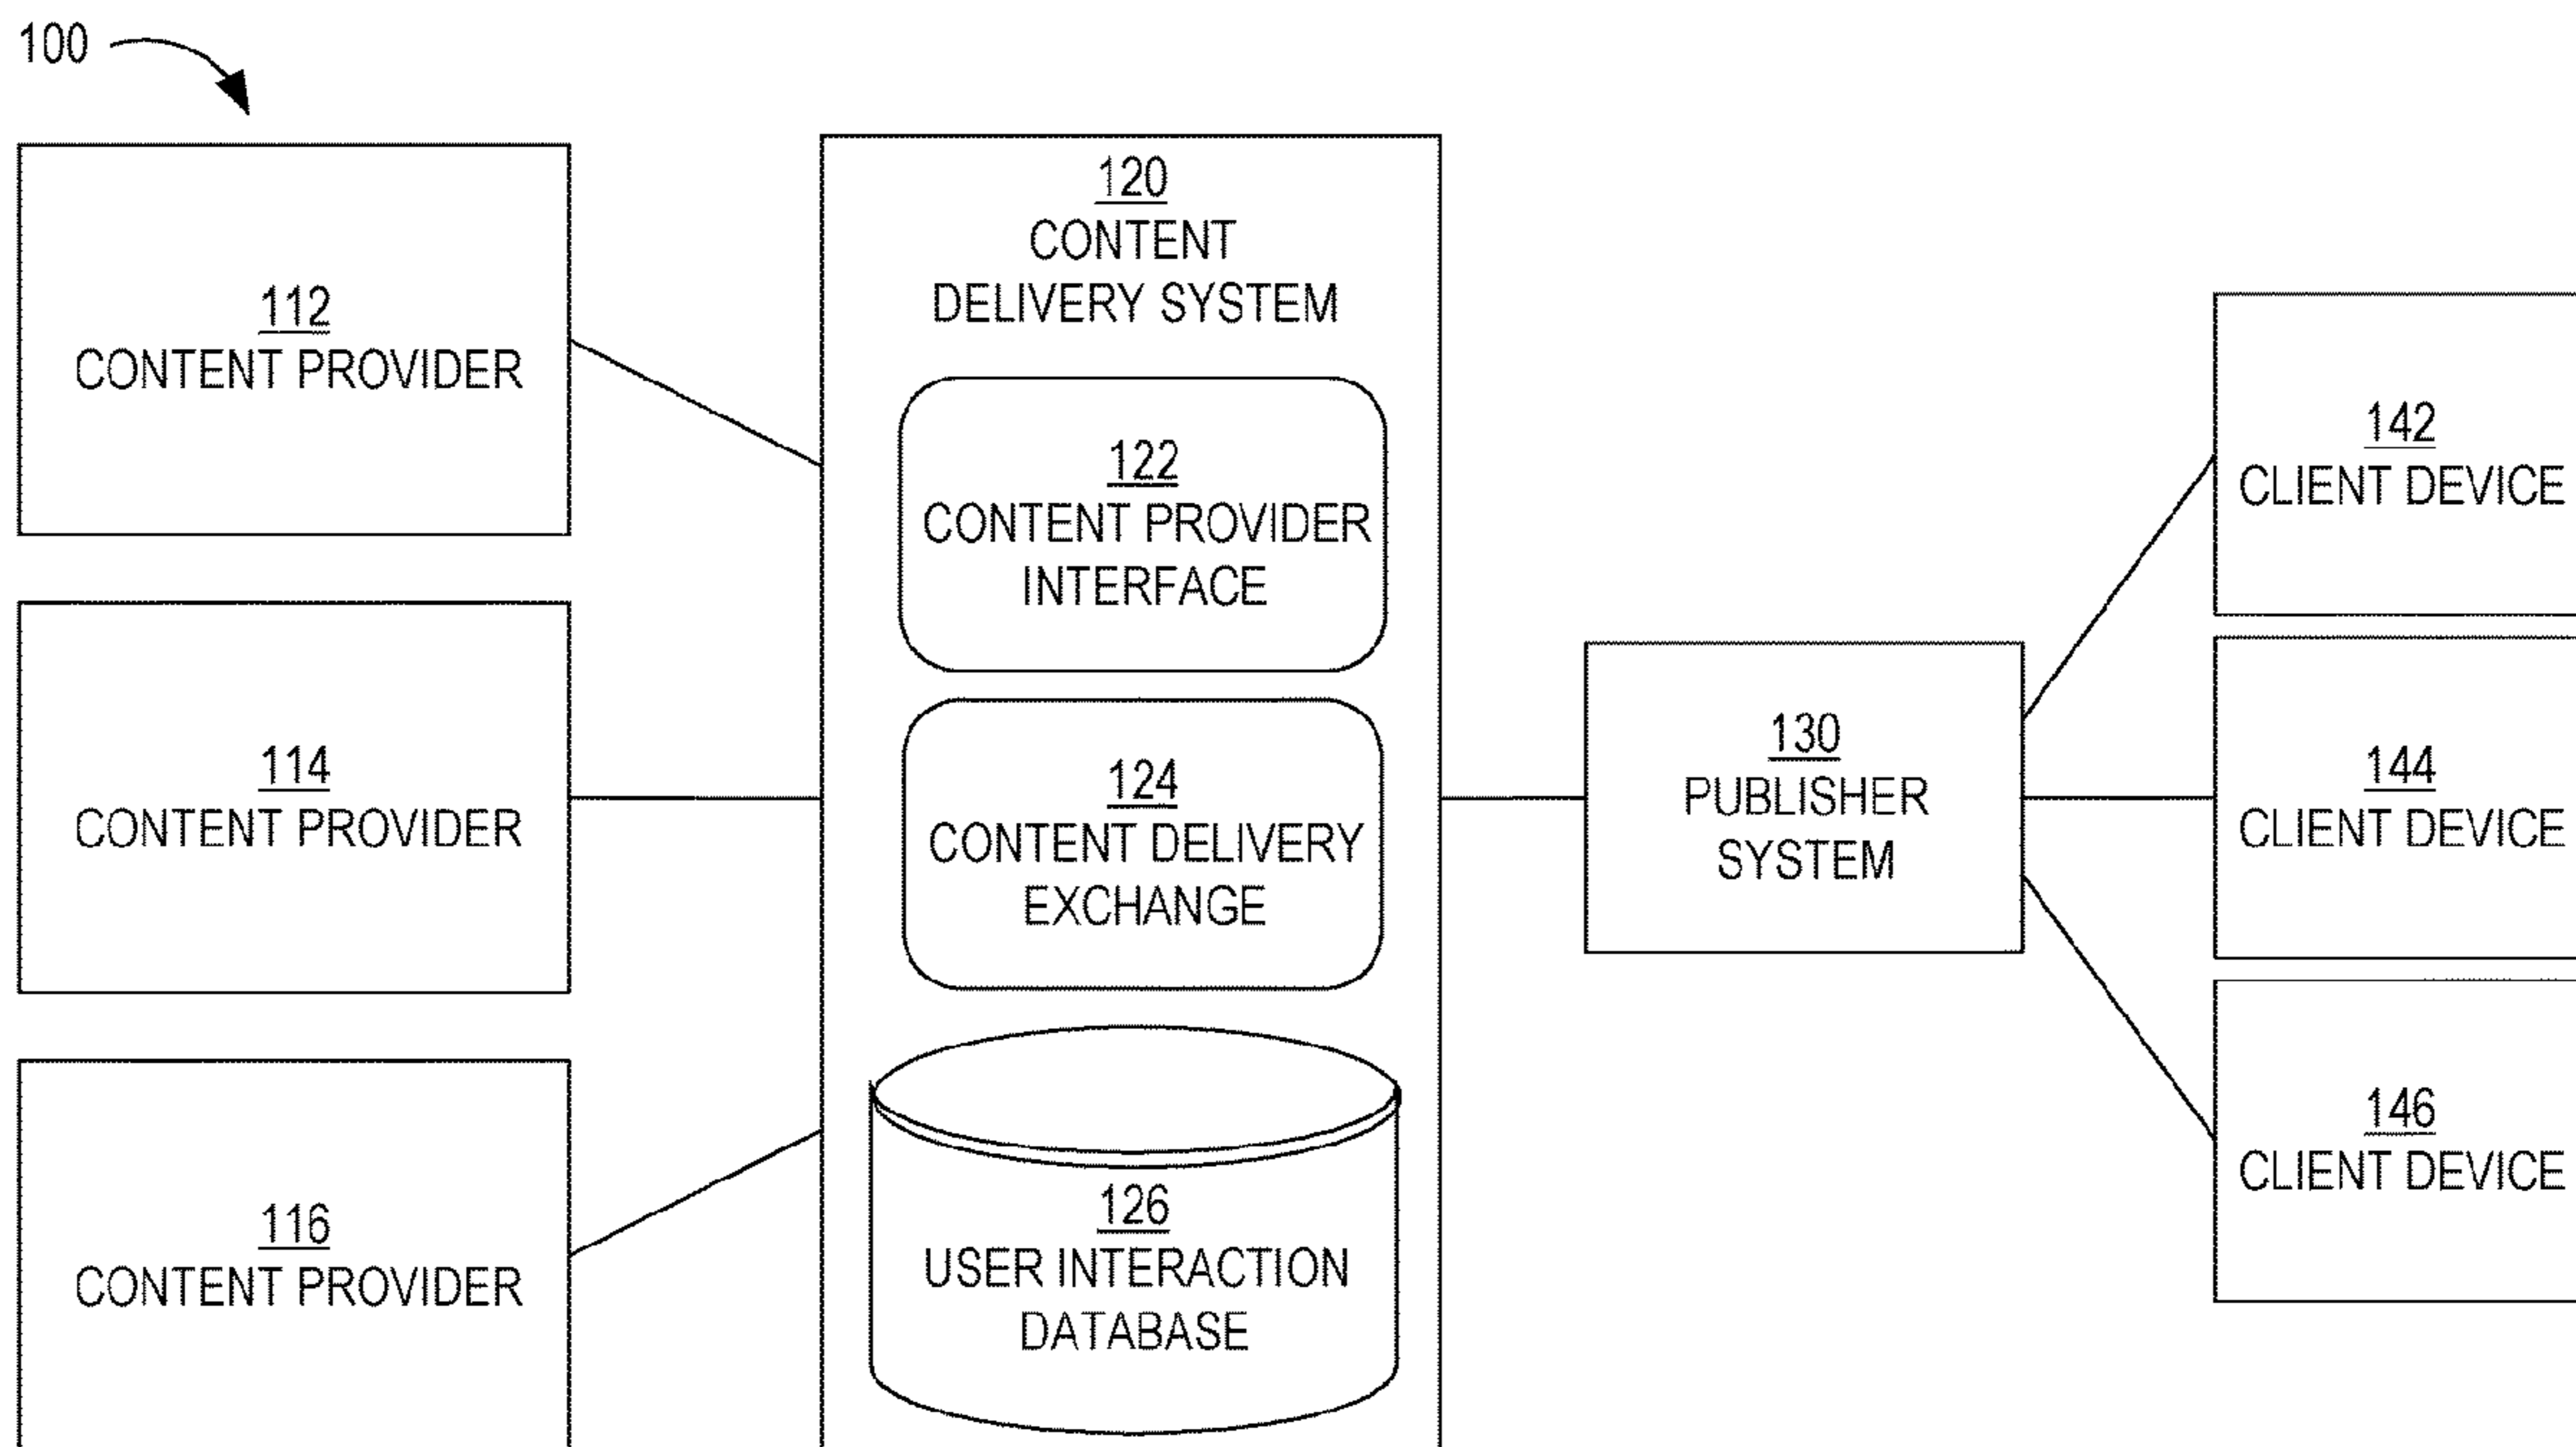 100
112
CONTENT PROVIDER
114
CONTENT PROVIDER
116
CONTENT PROVIDER
120
CONTENT
DELIVERY SYSTEM
122
CONTENT PROVIDER
INTERFACE
124
CONTENT DELIVERY
EXCHANGE
126
USER INTERACTION
DATABASE
130
PUBLISHER
SYSTEM
142
CLIENT DEVICE
144
CLIENT DEVICE
146
CLIENT DEVICE